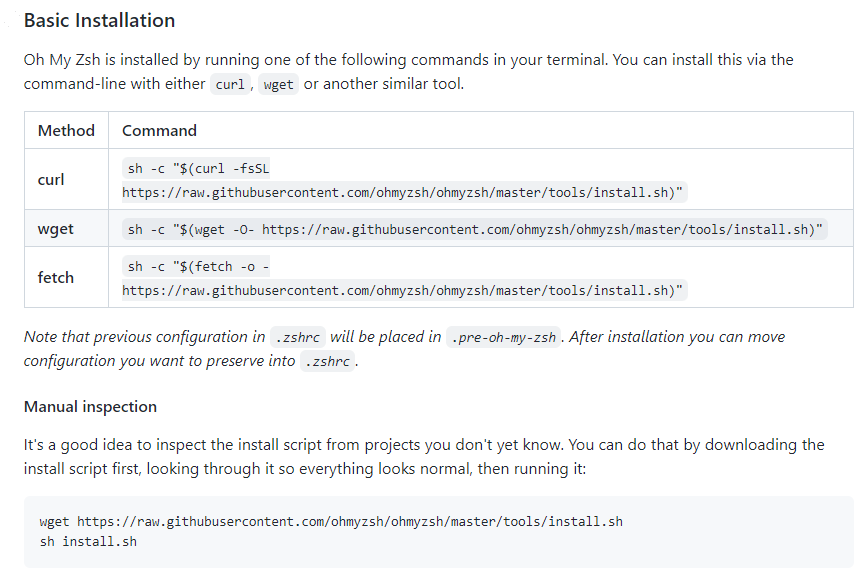 Basic Installation
Oh My Zsh is installed by running one of the following commands in your terminal. You can install this via the
command-line with either curl, wget or another similar tool.
Method Command
curl sh -c "$(curl -fsSL
https://raw.githubusercontent.com/ohmyzsh/ohmyzsh/master/tools/install.sh)"
wget sh -c "$(wget -O- https://raw.githubusercontent.com/ohmyzsh/ohmyzsh/master/tools/install.sh)"
fetch sh -c "$(fetch -o -
https://raw.githubusercontent.com/ohmyzsh/ohmyzsh/master/tools/install.sh)"
Note that previous configuration in .zshrc will be placed in .pre-oh-my-zsh. After installation you can move
configuration you want to preserve into .zshrc.
Manual inspection
It's a good idea to inspect the install script from projects you don't yet know. You can do that by downloading the
install script first, looking through it so everything looks normal, then running it:
wget https://raw.githubusercontent.com/ohmyzsh/ohmyzsh/master/tools/install.sh
sh install.sh